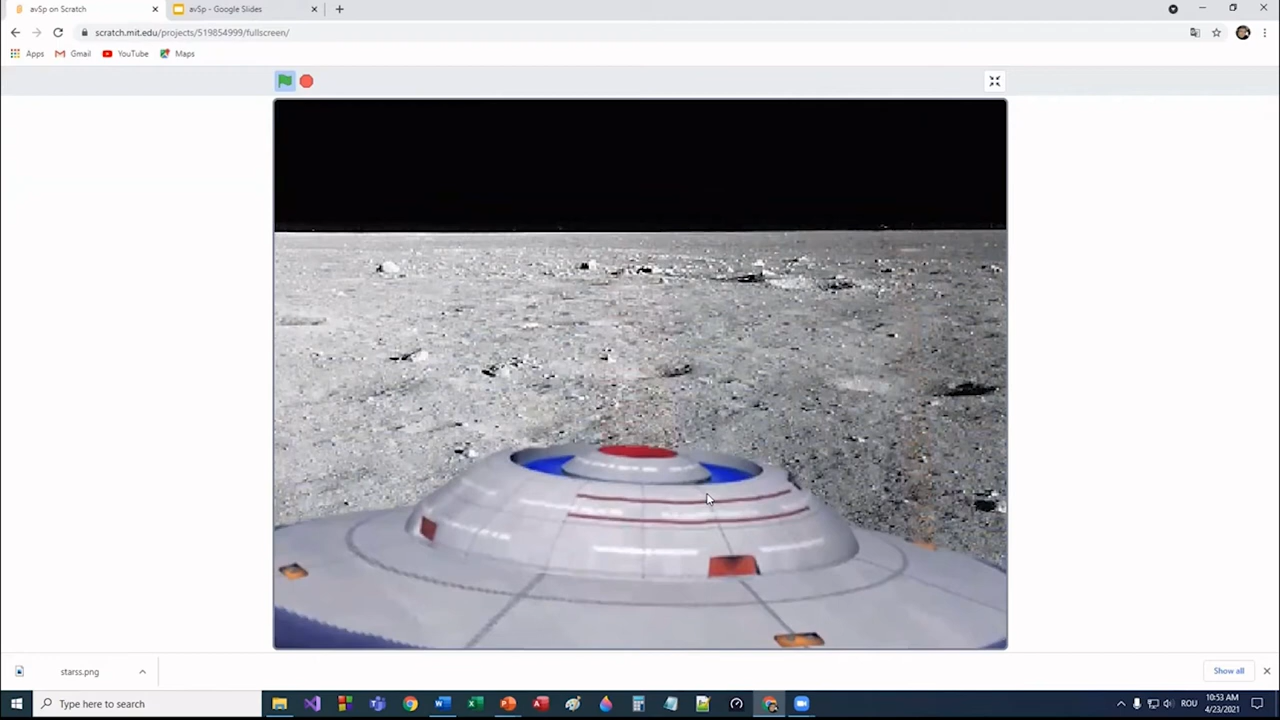 avSp on Scratch
avSp - Google Slides
scratch.mit.edu/projects/519854999/fullscreen/
Apps Gmail YouTube Maps
starss.png
Show all
Type here to search
ROU
10:53 AM
4/23/2021